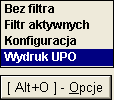 Bez filtra
Filtr aktywnych
Konfiguracja
Wydruk UPO
[ Alt+O ] - Opcje